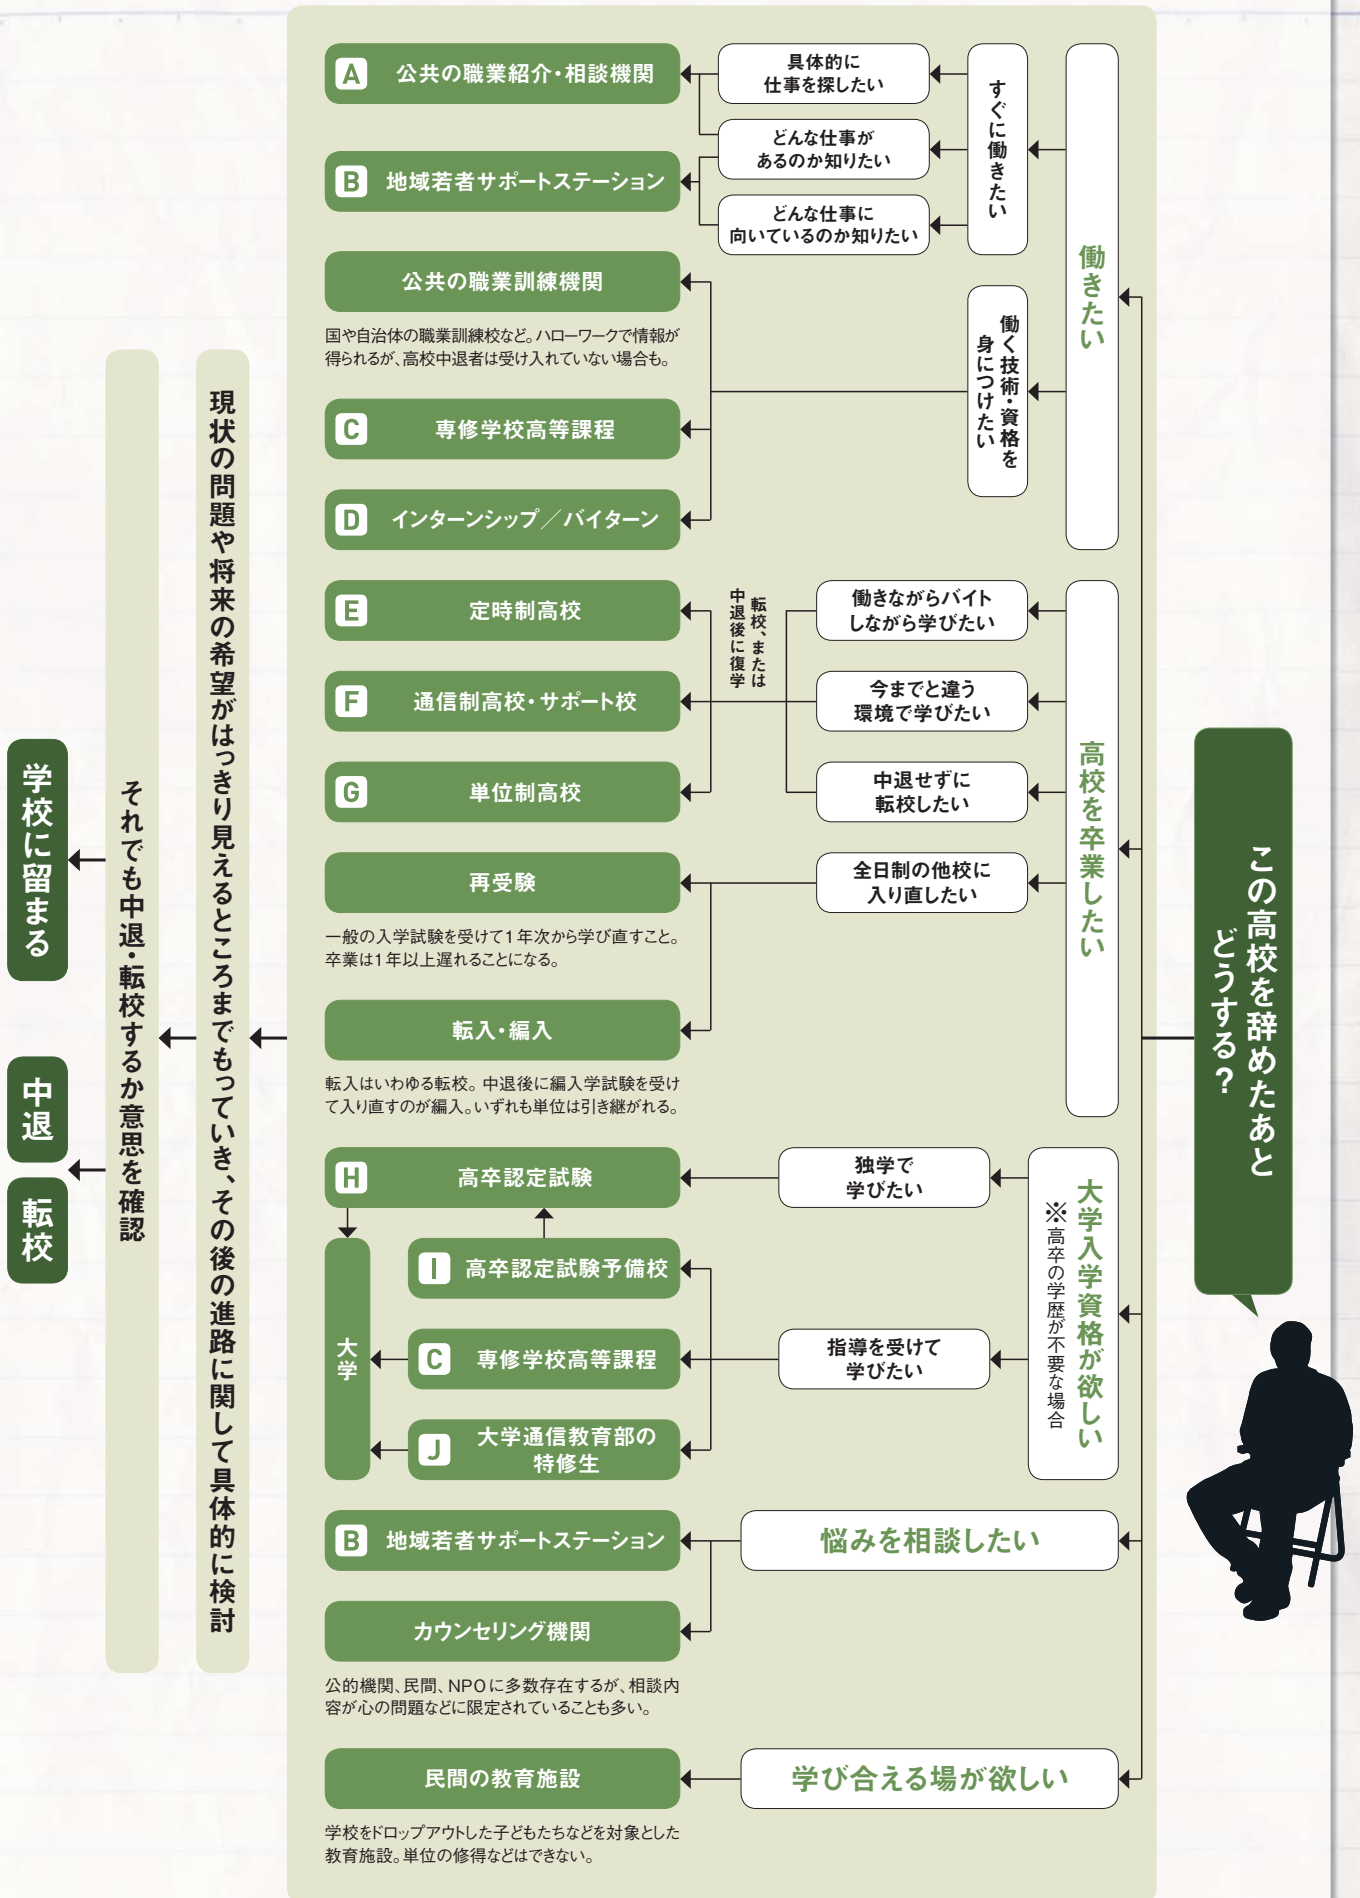 この高校を辞めたあと
どうする？
働きたい
すぐに働きたい
具体的に
仕事を探したい
どんな仕事が
あるのか知りたい
どんな仕事に
向いているのか知りたい
A 公共の職業紹介・相談機関
B 地域若者サポートステーション
働く技術・資格を
身につけたい
公共の職業訓練機関
国や自治体の職業訓練校など。ハローワークで情報が
得られるが、高校中退者は受け入れていない場合も。
C 専修学校高等課程
D インターンシップ／バイターン
高校を卒業したい
働きながらバイト
しながら学びたい
今までと違う
環境で学びたい
中退せずに
転校したい
転校、または
中退後に復学
E 定時制高校
F 通信制高校・サポート校
G 単位制高校
全日制の他校に
入り直したい
再受験
一般の入学試験を受けて1年次から学び直すこと。
卒業は1年以上遅れることになる。
転入・編入
転入はいわゆる転校。中退後に編入学試験を受け
て入り直すのが編入。いずれも単位は引き継がれる。
大学入学資格が欲しい
※高卒の学歴が不要な場合
独学で
学びたい
H 高卒認定試験
指導を受けて
学びたい
I 高卒認定試験予備校
C 専修学校高等課程
J 大学通信教育部の
特修生
大学
悩みを相談したい
B 地域若者サポートステーション
カウンセリング機関
公的機関、民間、NPOに多数存在するが、相談内
容が心の問題などに限定されていることも多い。
学び合える場が欲しい
民間の教育施設
学校をドロップアウトした子どもたちなどを対象とした
教育施設。単位の修得などはできない。
現状の問題や将来の希望がはっきり見えるところまでもっていき、その後の進路に関して具体的に検討
それでも中退・転校するか意思を確認
学校に留まる
中退
転校